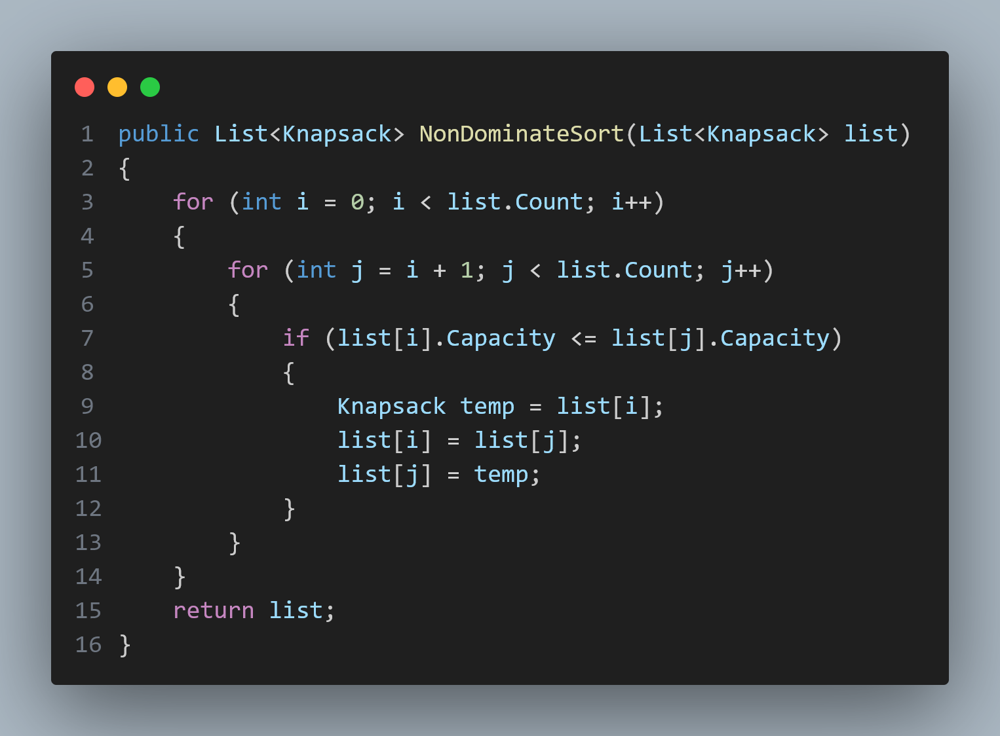 1 public List<Knapsack> NonDominateSort(List<Knapsack> list)
2 {
3     for (int i = 0; i < list.Count; i++)
4     {
5         for (int j = i + 1; j < list.Count; j++)
6         {
7             if (list[i].Capacity <= list[j].Capacity)
8             {
9                 Knapsack temp = list[i];
10                 list[i] = list[j];
11                 list[j] = temp;
12             }
13         }
14     }
15     return list;
16 }